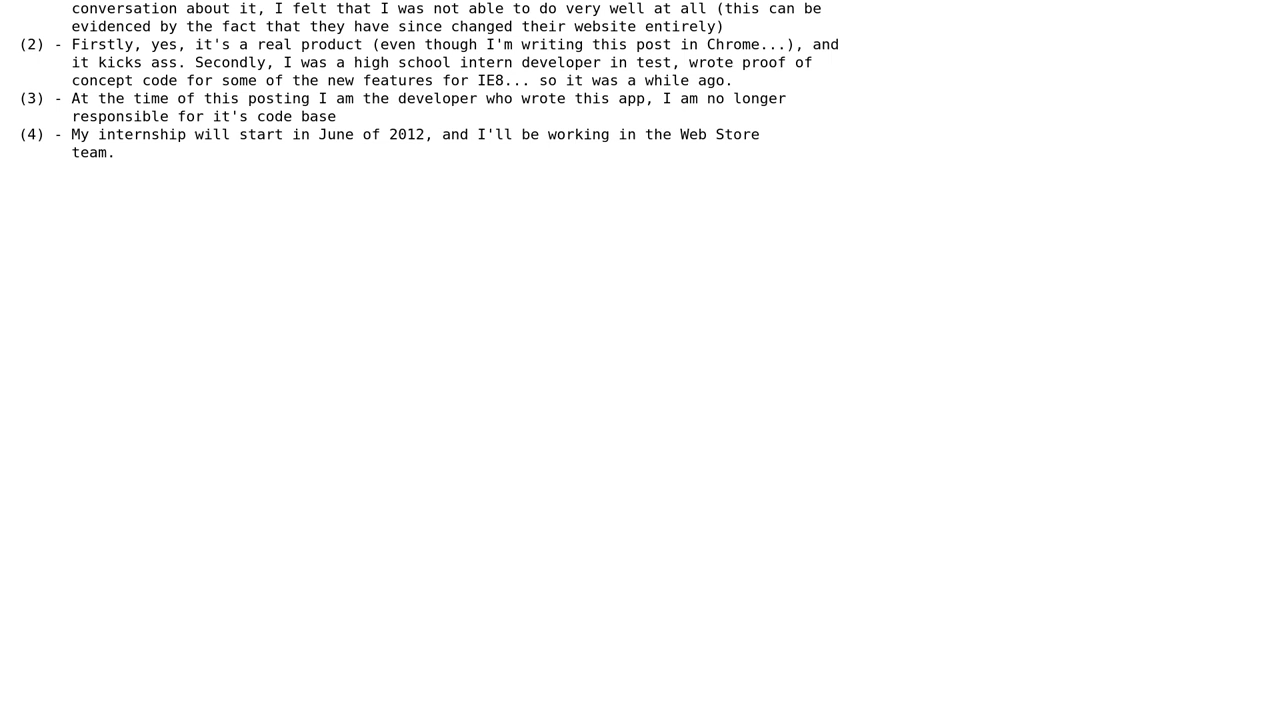 conversation about it, I felt that I was not able to do very well at all (this can be
evidenced by the fact that they have since changed their website entirely)
(2) - Firstly, yes, it's a real product (even though I'm writing this post in Chrome...), and
it kicks ass. Secondly, I was a high school intern developer in test, wrote proof of
concept code for some of the new features for IE8... so it was a while ago.
(3) - At the time of this posting I am the developer who wrote this app, I am no longer
responsible for it's code base
(4) - My internship will start in June of 2012, and I'll be working in the Web Store
team.